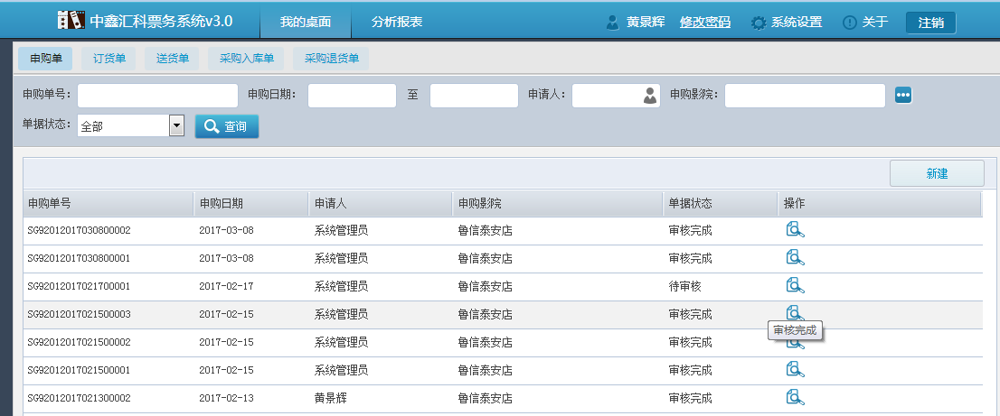 中鑫汇科票务系统v3.0 我的桌面 分析报表 黄景辉 修改密码 系统设置 关于 注销
申购单 订货单 送货单 采购入库单 采购退货单
申购单号: 申购日期: 至 申请人: 申购影院:
单据状态: 全部 查询
新建
申购单号 申购日期 申请人 申购影院 单据状态 操作
SG92012017030800002 2017-03-08 系统管理员 鲁信泰安店 审核完成
SG92012017030800001 2017-03-08 系统管理员 鲁信泰安店 审核完成
SG92012017021700001 2017-02-17 系统管理员 鲁信泰安店 待审核
SG92012017021500003 2017-02-15 系统管理员 鲁信泰安店 审核完成
审核完成
SG92012017021500002 2017-02-15 系统管理员 鲁信泰安店 审核完成
SG92012017021500001 2017-02-15 系统管理员 鲁信泰安店 审核完成
SG92012017021300002 2017-02-13 黄景辉 鲁信泰安店 审核完成